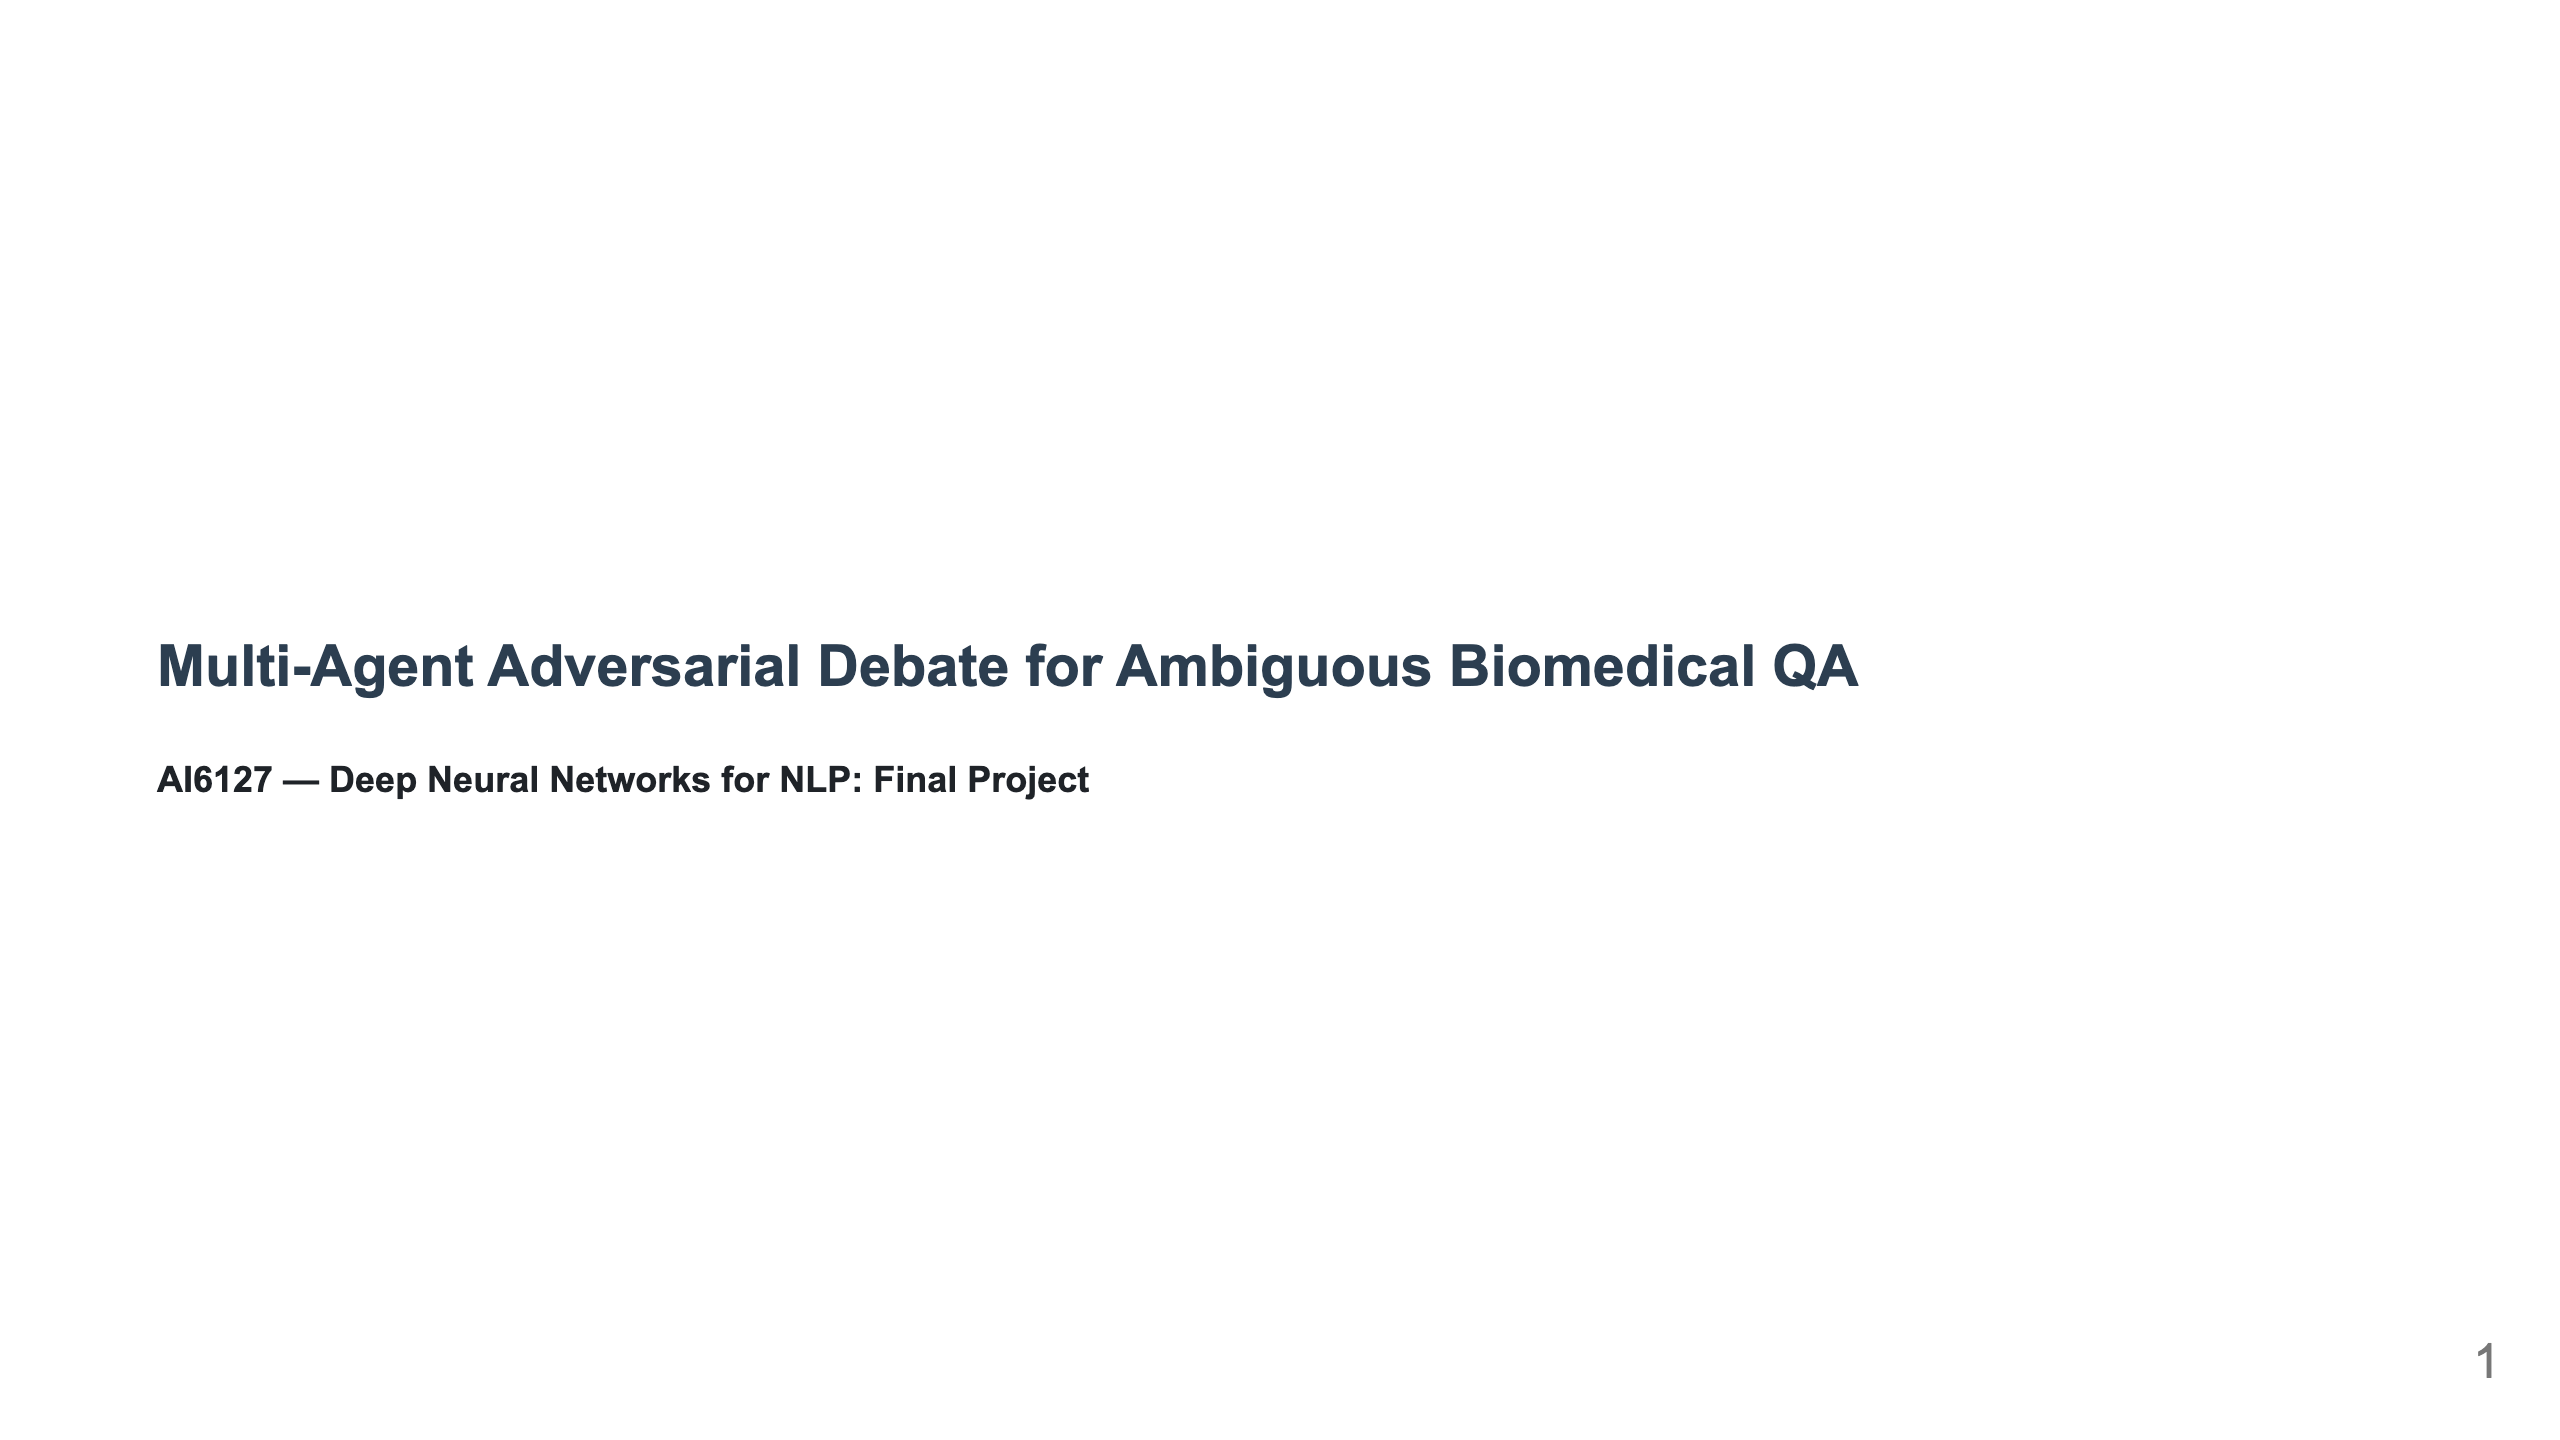 Multi-Agent Adversarial Debate for Ambiguous Biomedical QA
AI6127 — Deep Neural Networks for NLP: Final Project
1